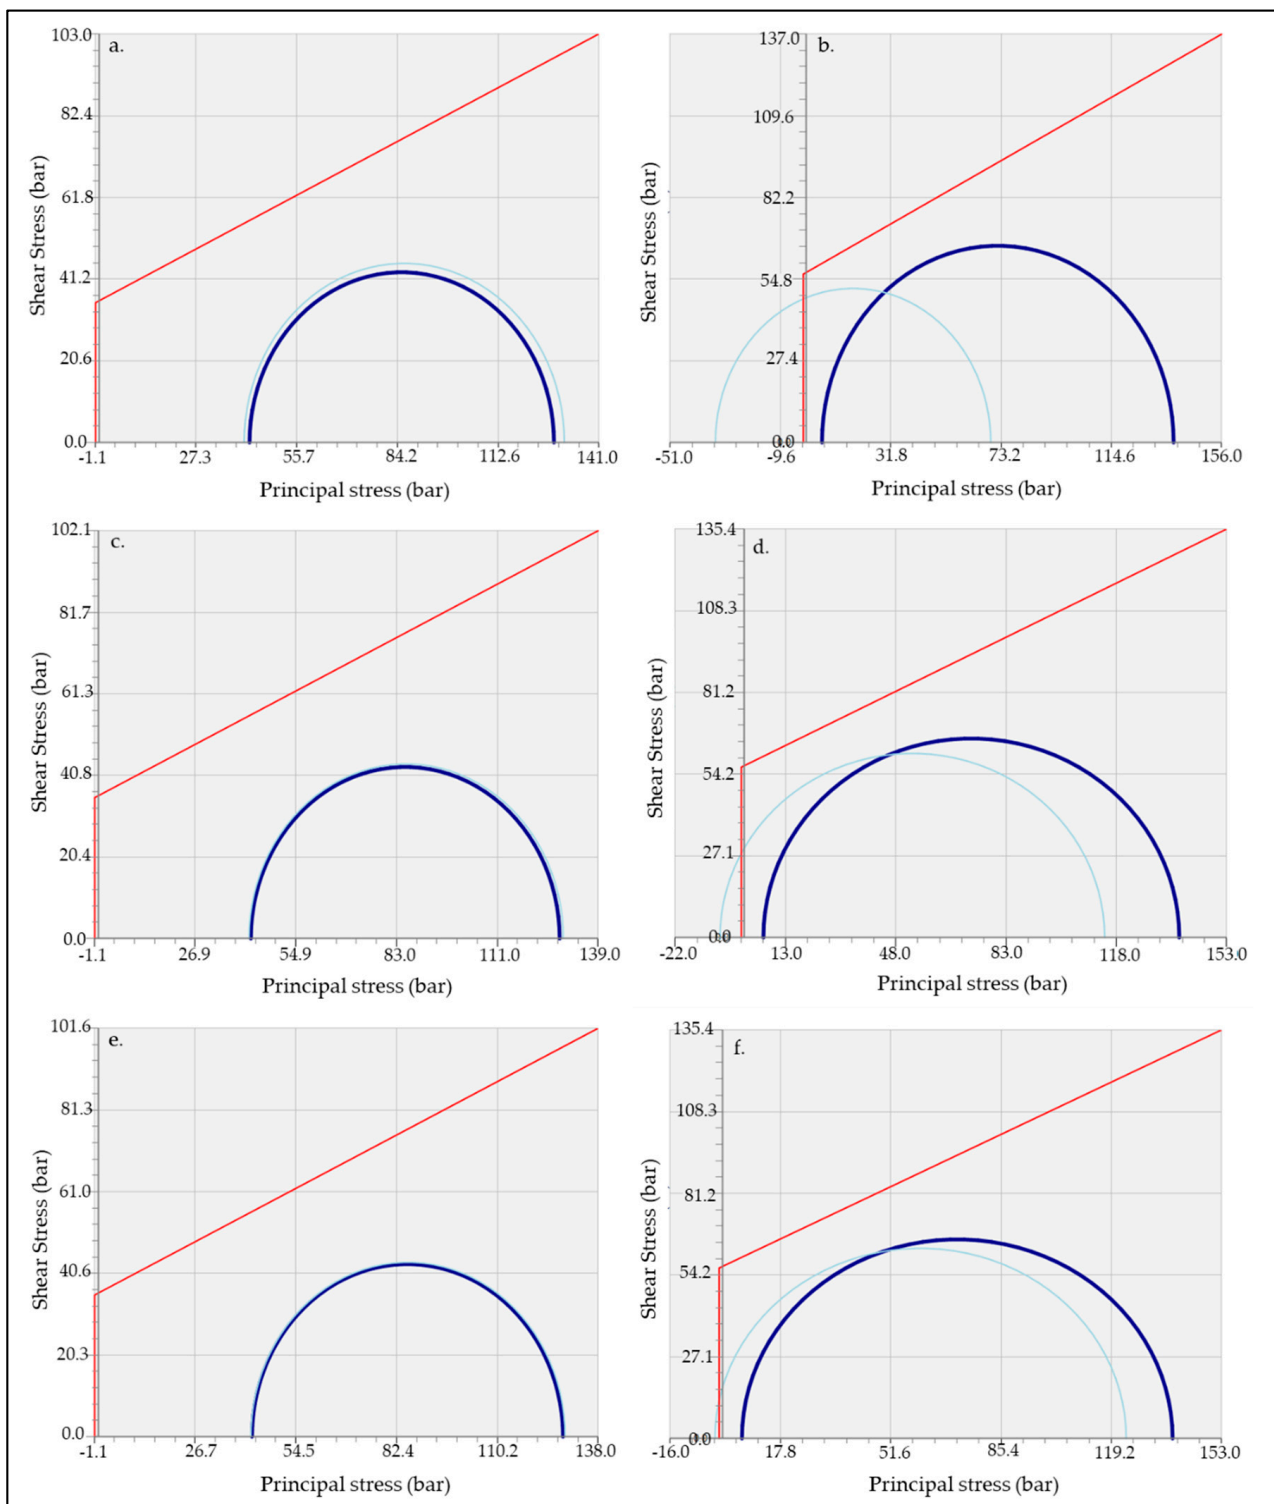 103.0
a.
82.4
61.8
41.2
20.6
0.0
-1.1 27.3 55.7 84.2 112.6 141.0
Shear Stress (bar)
Principal stress (bar)
137.0
b.
109.6
82.2
54.8
27.4
0.0
-51.0 -9.6 31.8 73.2 114.6 156.0
Shear Stress (bar)
Principal stress (bar)
102.1
c.
81.7
61.3
40.8
20.4
0.0
-1.1 26.9 54.9 83.0 111.0 139.0
Shear Stress (bar)
Principal stress (bar)
135.4
d.
108.3
81.2
54.2
27.1
0.0
-22.0 13.0 48.0 83.0 118.0 153.0
Shear Stress (bar)
Principal stress (bar)
101.6
e.
81.3
61.0
40.6
20.3
0.0
-1.1 26.7 54.5 82.4 110.2 138.0
Shear Stress (bar)
Principal stress (bar)
135.4
f.
108.3
81.2
54.2
27.1
0.0
-16.0 17.8 51.6 85.4 119.2 153.0
Shear Stress (bar)
Principal stress (bar)